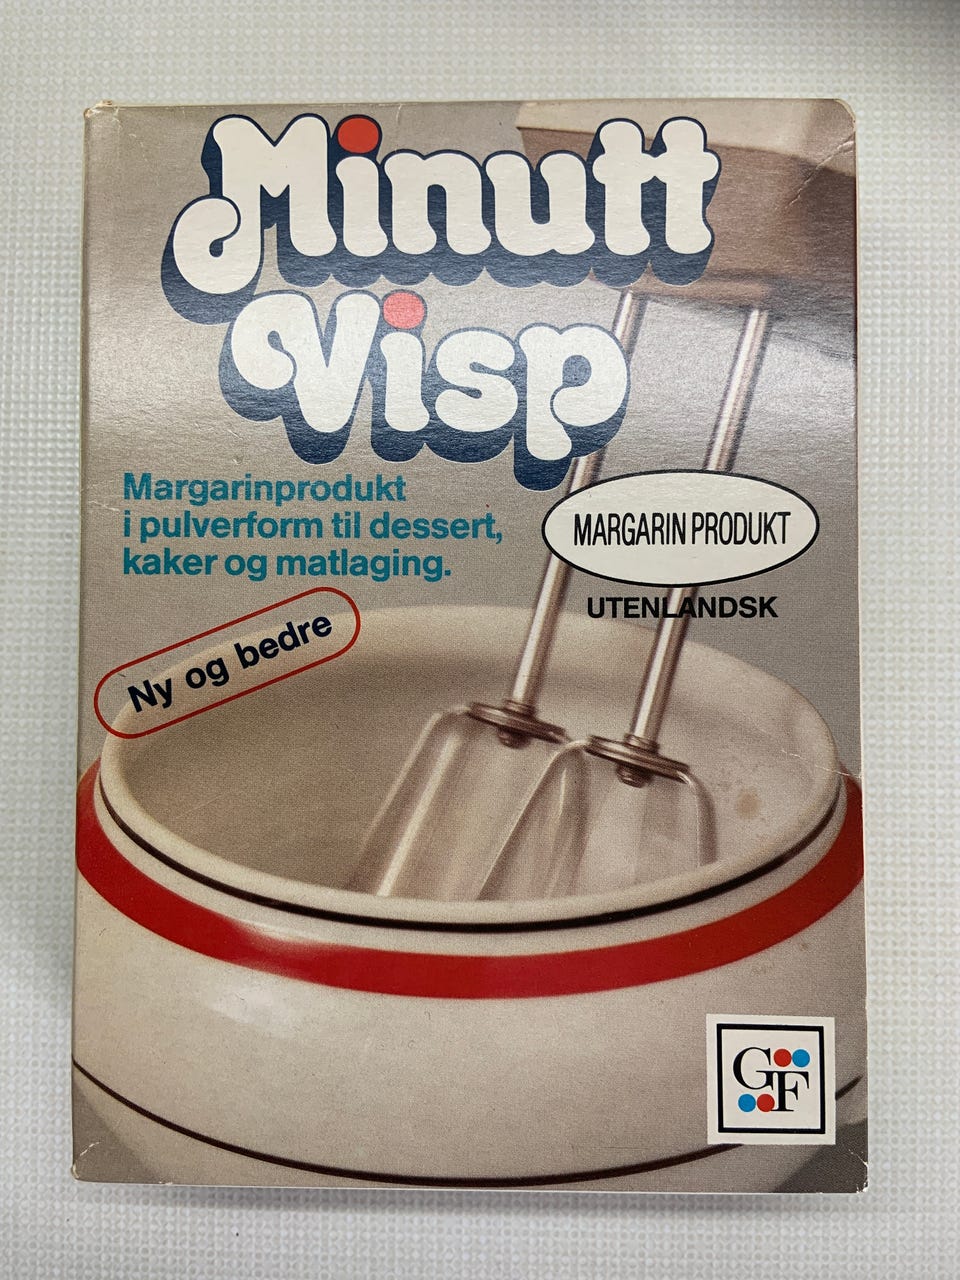 Minutt
Visp
Margarinprodukt
i pulverform til dessert,
kaker og matlaging.
MARGARIN PRODUKT
UTENLANDSK
Ny og bedre
GF